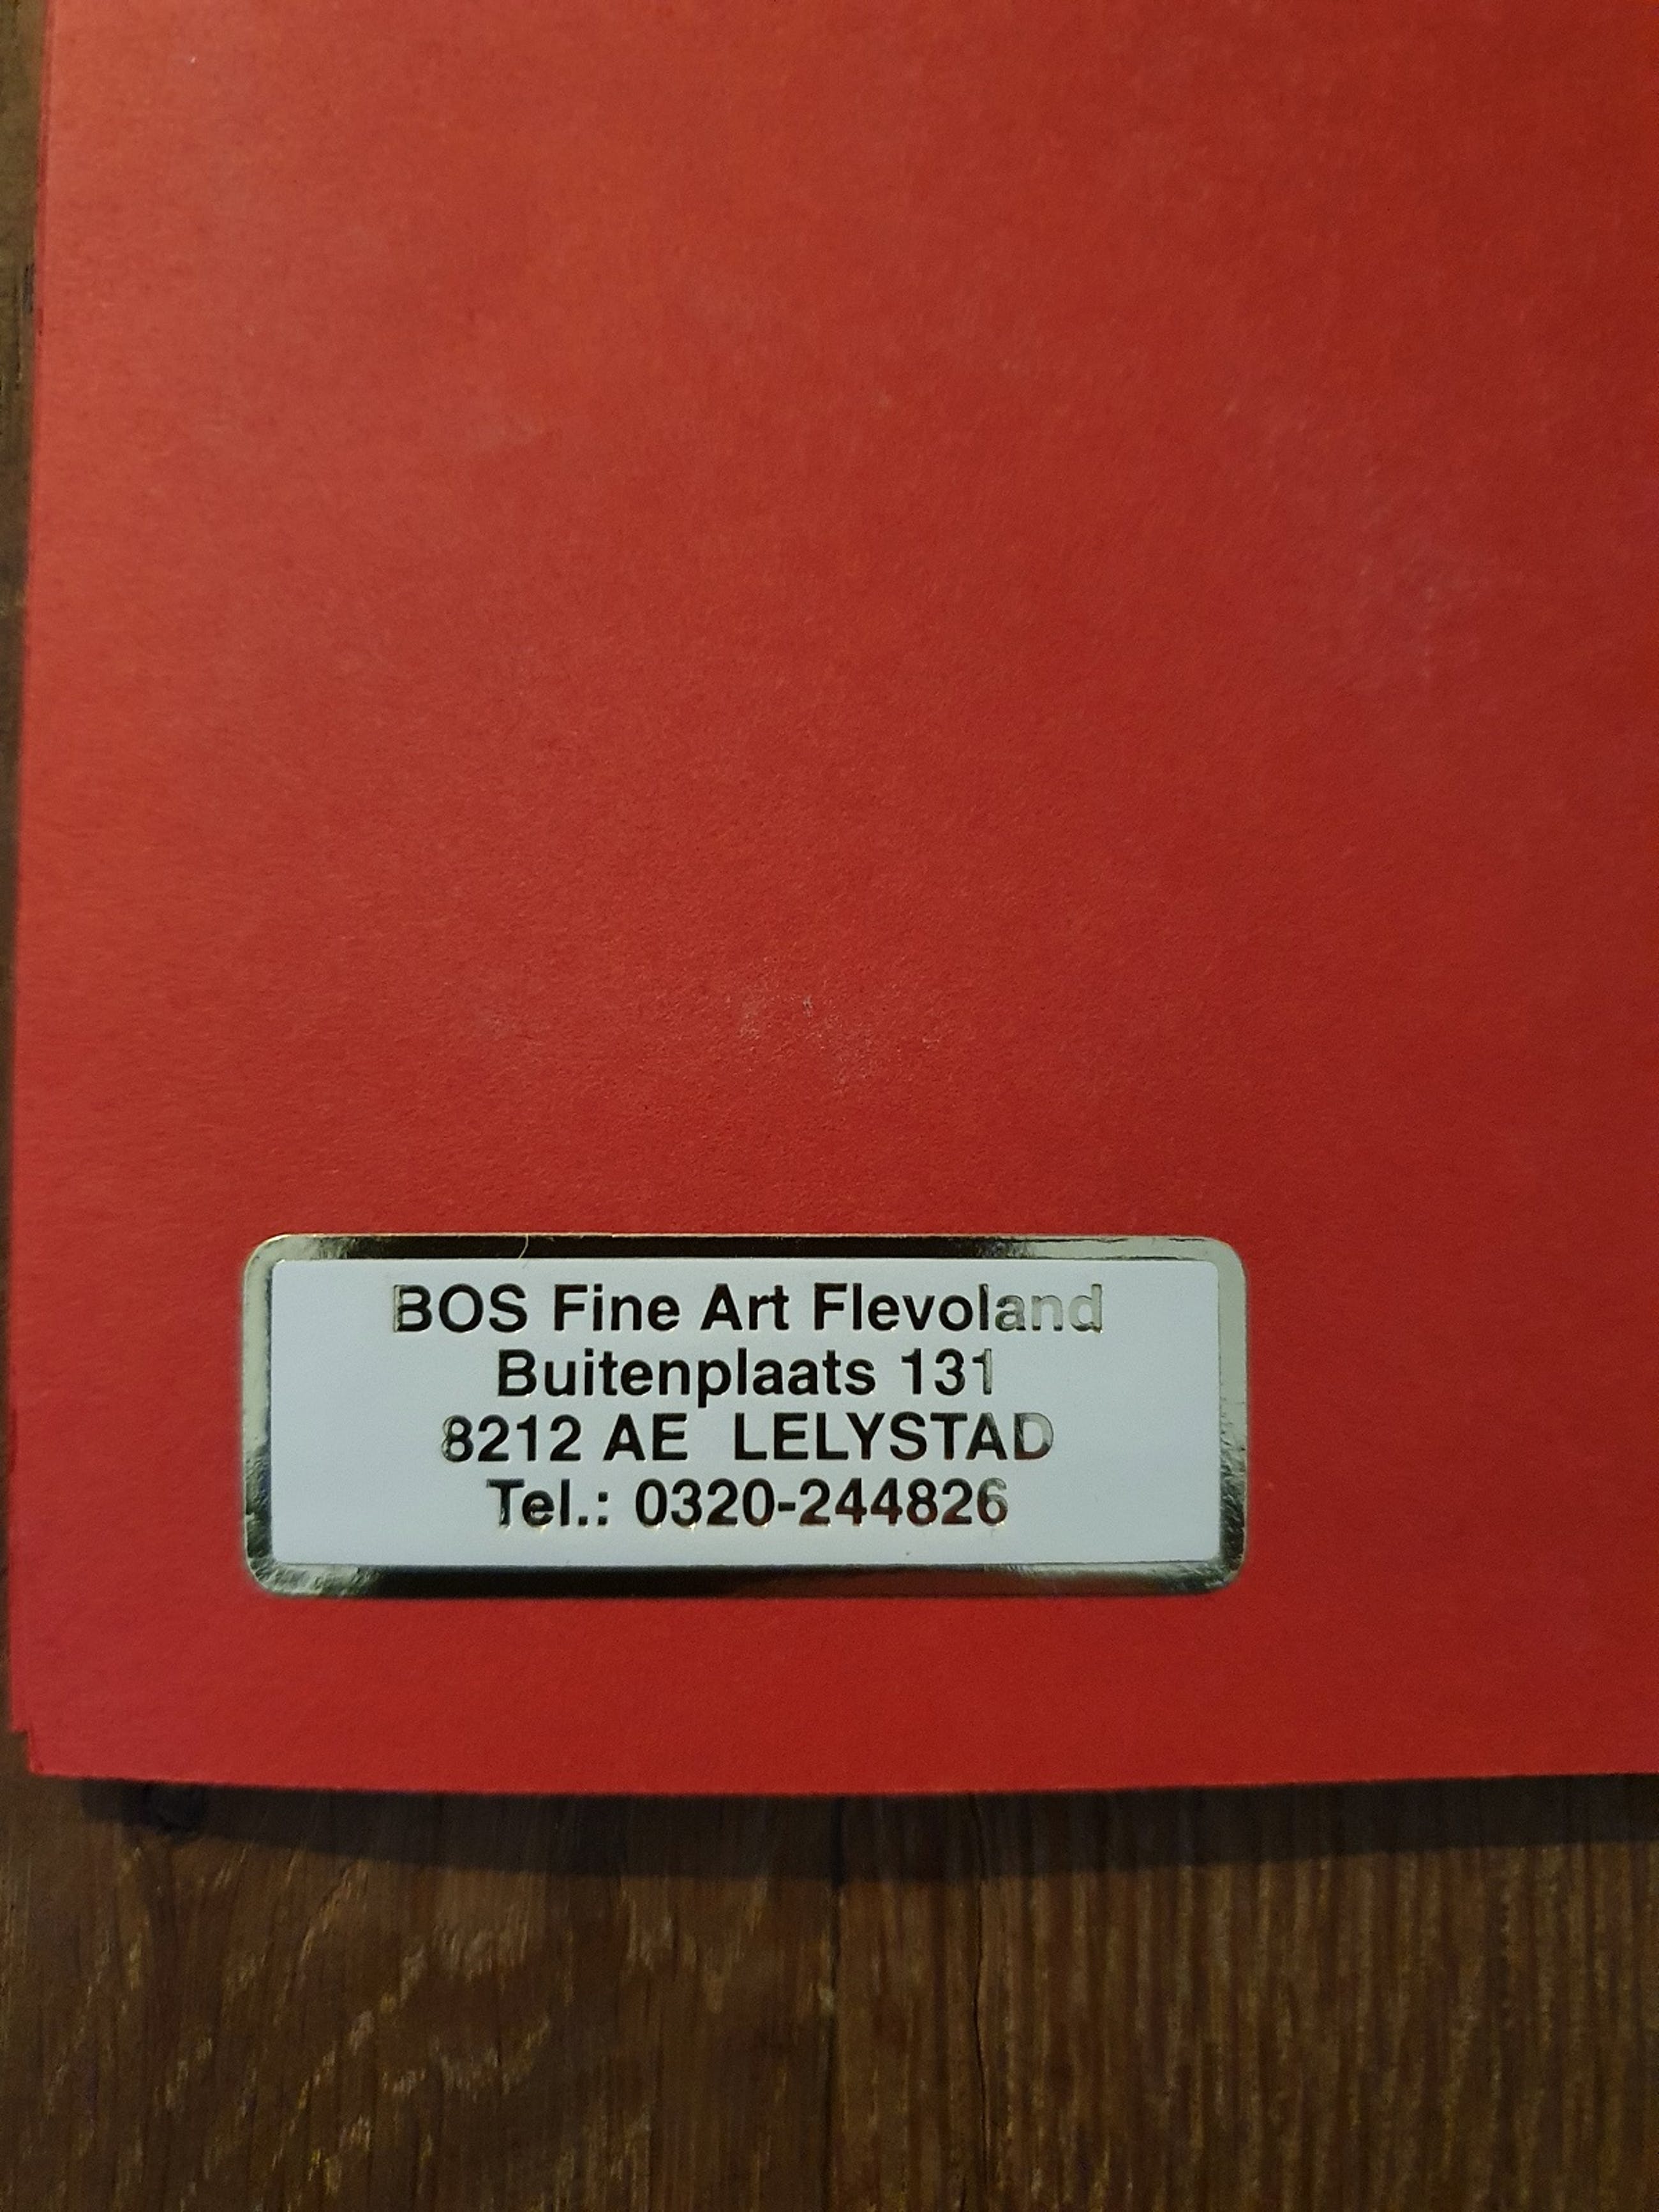 BOS Fine Art Flevoland
Buitenplaats 131
8212 AE  LELYSTAD
Tel.: 0320-244826